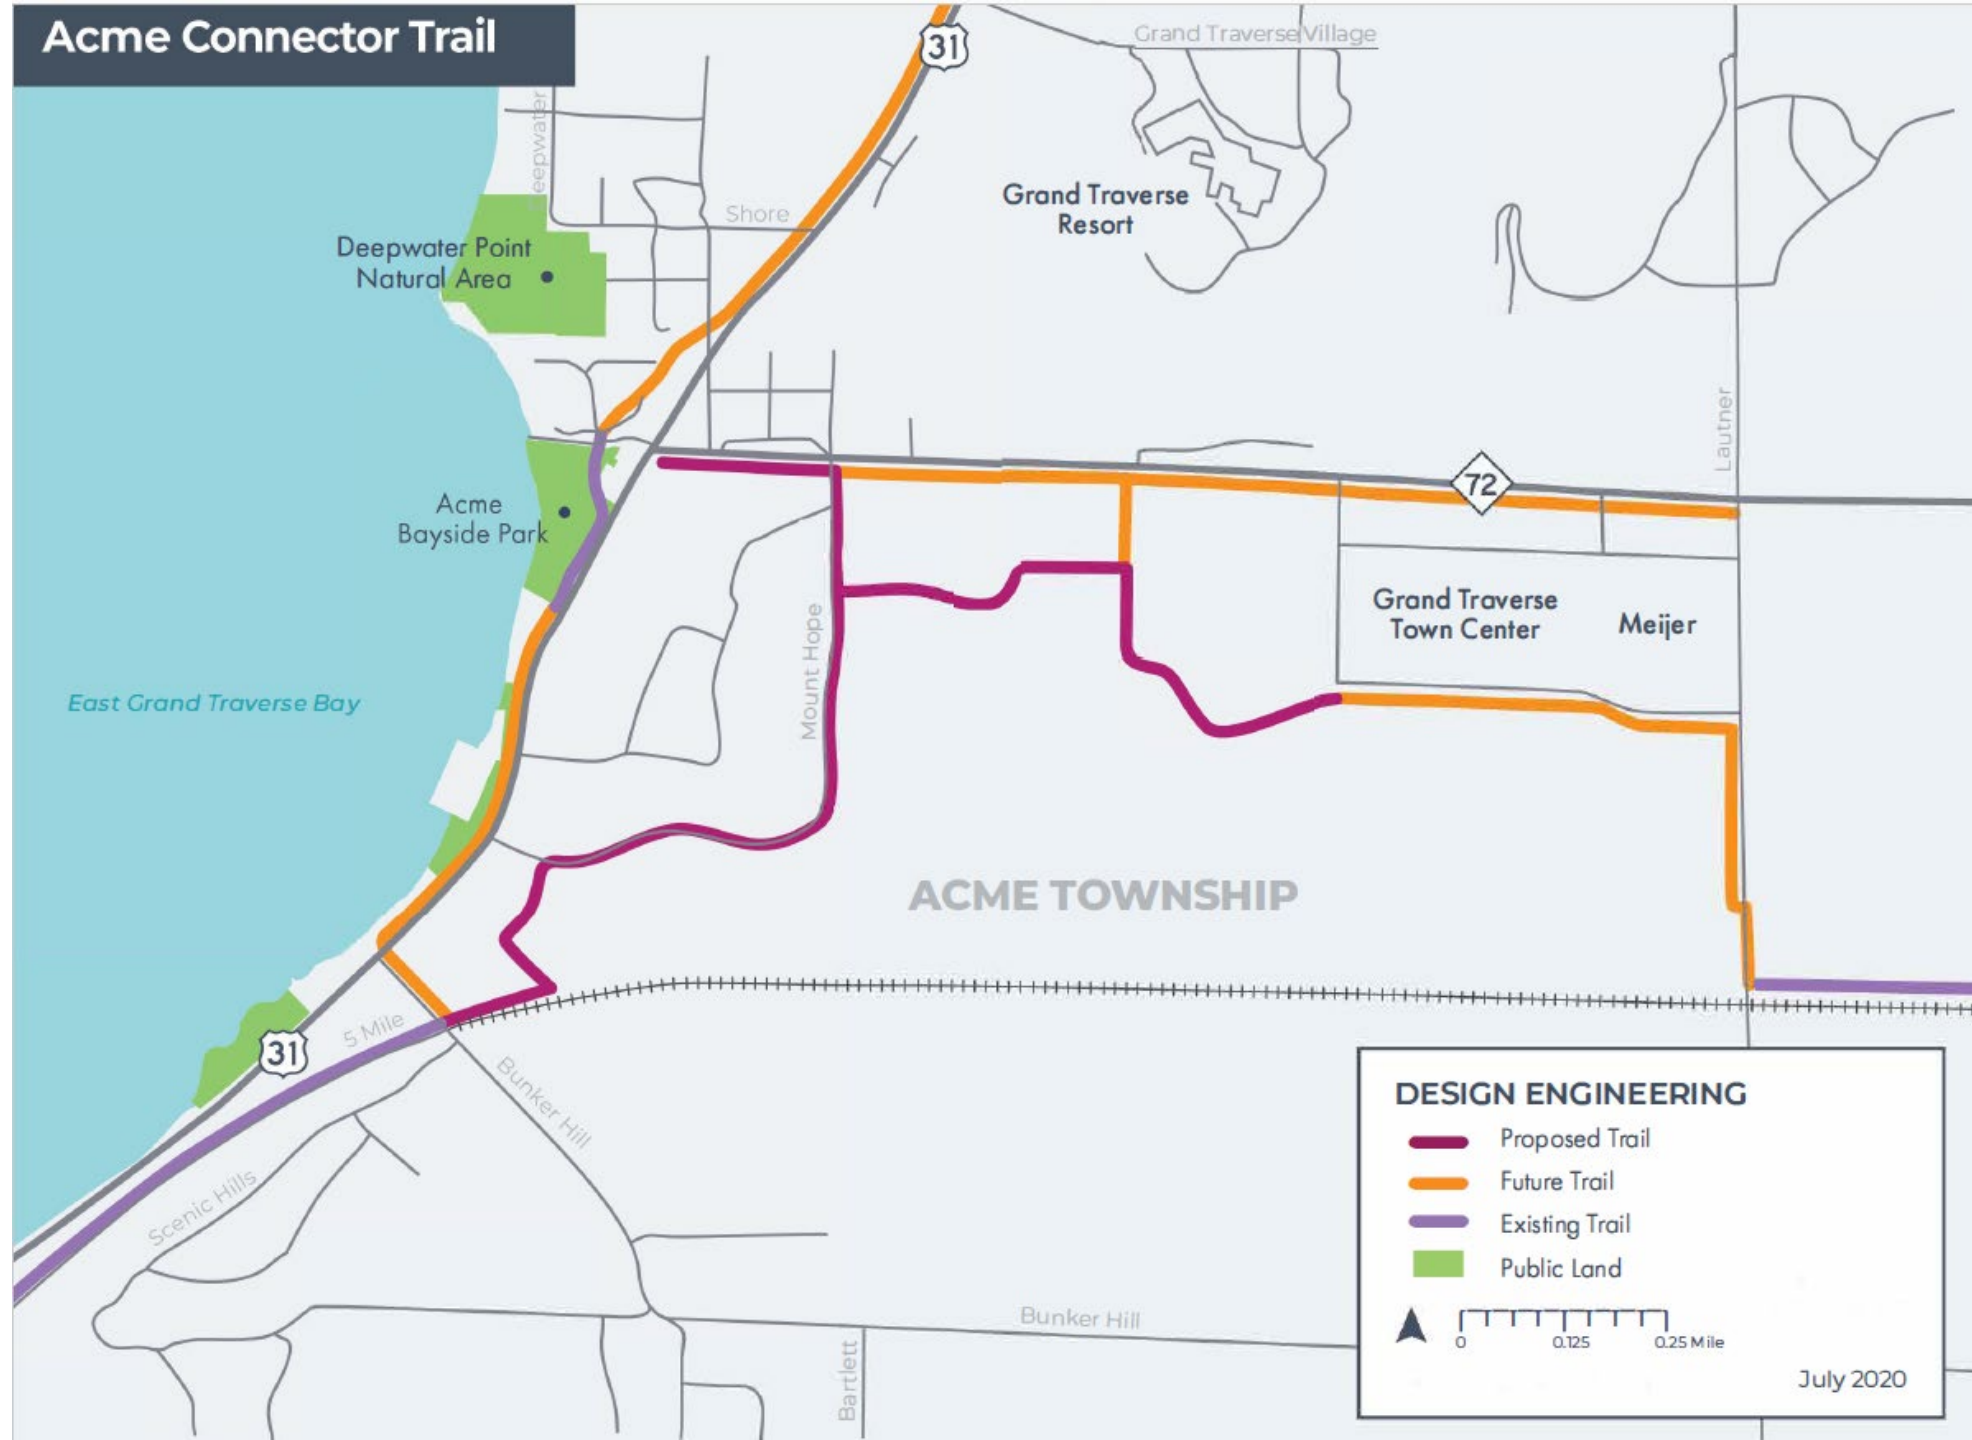 Acme Connector Trail
31
Grand Traverse Village
Deepwater
Shore
Grand Traverse
Resort
Deepwater Point
Natural Area
Lautner
72
Acme
Bayside Park
Grand Traverse
Town Center
Meijer
Mount Hope
East Grand Traverse Bay
ACME TOWNSHIP
5 Mile
31
Bunker Hill
Scenic Hills
Bunker Hill
Bartlett
DESIGN ENGINEERING
Proposed Trail
Future Trail
Existing Trail
Public Land
0 0.125 0.25 Mile
July 2020